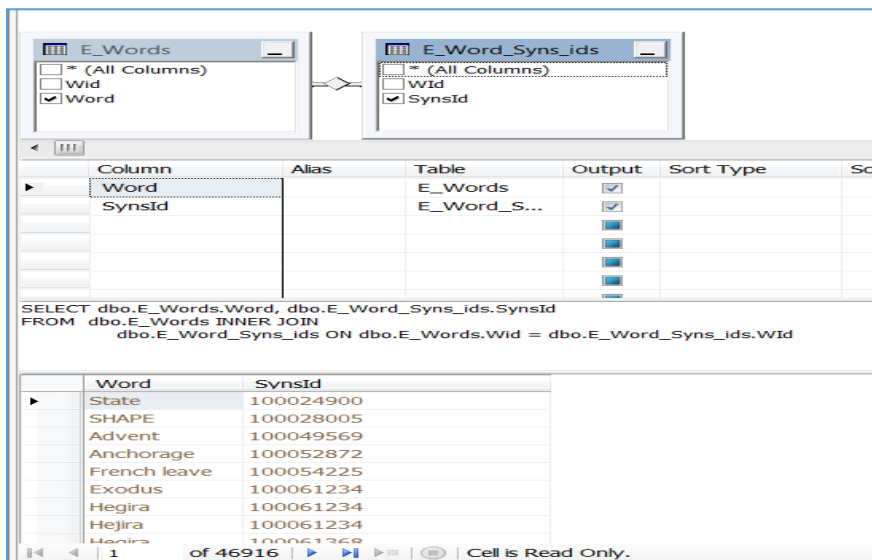 E_Words
* (All Columns)
Wid
Word
E_Word_Syns_ids
* (All Columns)
WId
SynsId
Column Alias Table Output Sort Type
Word E_Words
SynsId E_Word_S...
SELECT dbo.E_Words.Word, dbo.E_Word_Syns_ids.SynsId
FROM dbo.E_Words INNER JOIN
dbo.E_Word_Syns_ids ON dbo.E_Words.Wid = dbo.E_Word_Syns_ids.WId
Word SynsId
State 100024900
SHAPE 100028005
Advent 100049569
Anchorage 100052872
French leave 100054225
Exodus 100061234
Hegira 100061234
Hejira 100061234
Hegira 100061368
1 of 46916 Cell is Read Only.